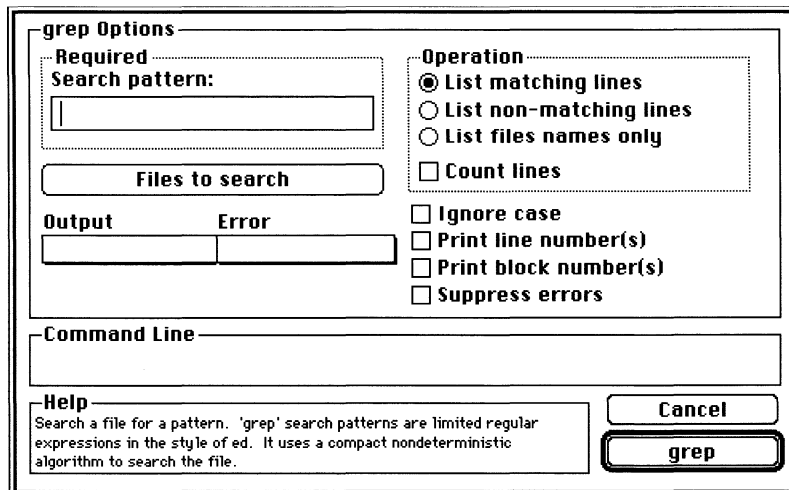 grep Options
Required
Search pattern:
Files to search
Output Error
Operation
List matching lines
List non-matching lines
List files names only
Count lines
Ignore case
Print line number(s)
Print block number(s)
Suppress errors
Command Line
Help
Search a file for a pattern. 'grep' search patterns are limited regular
expressions in the style of ed. It uses a compact nondeterministic
algorithm to search the file.
Cancel
grep